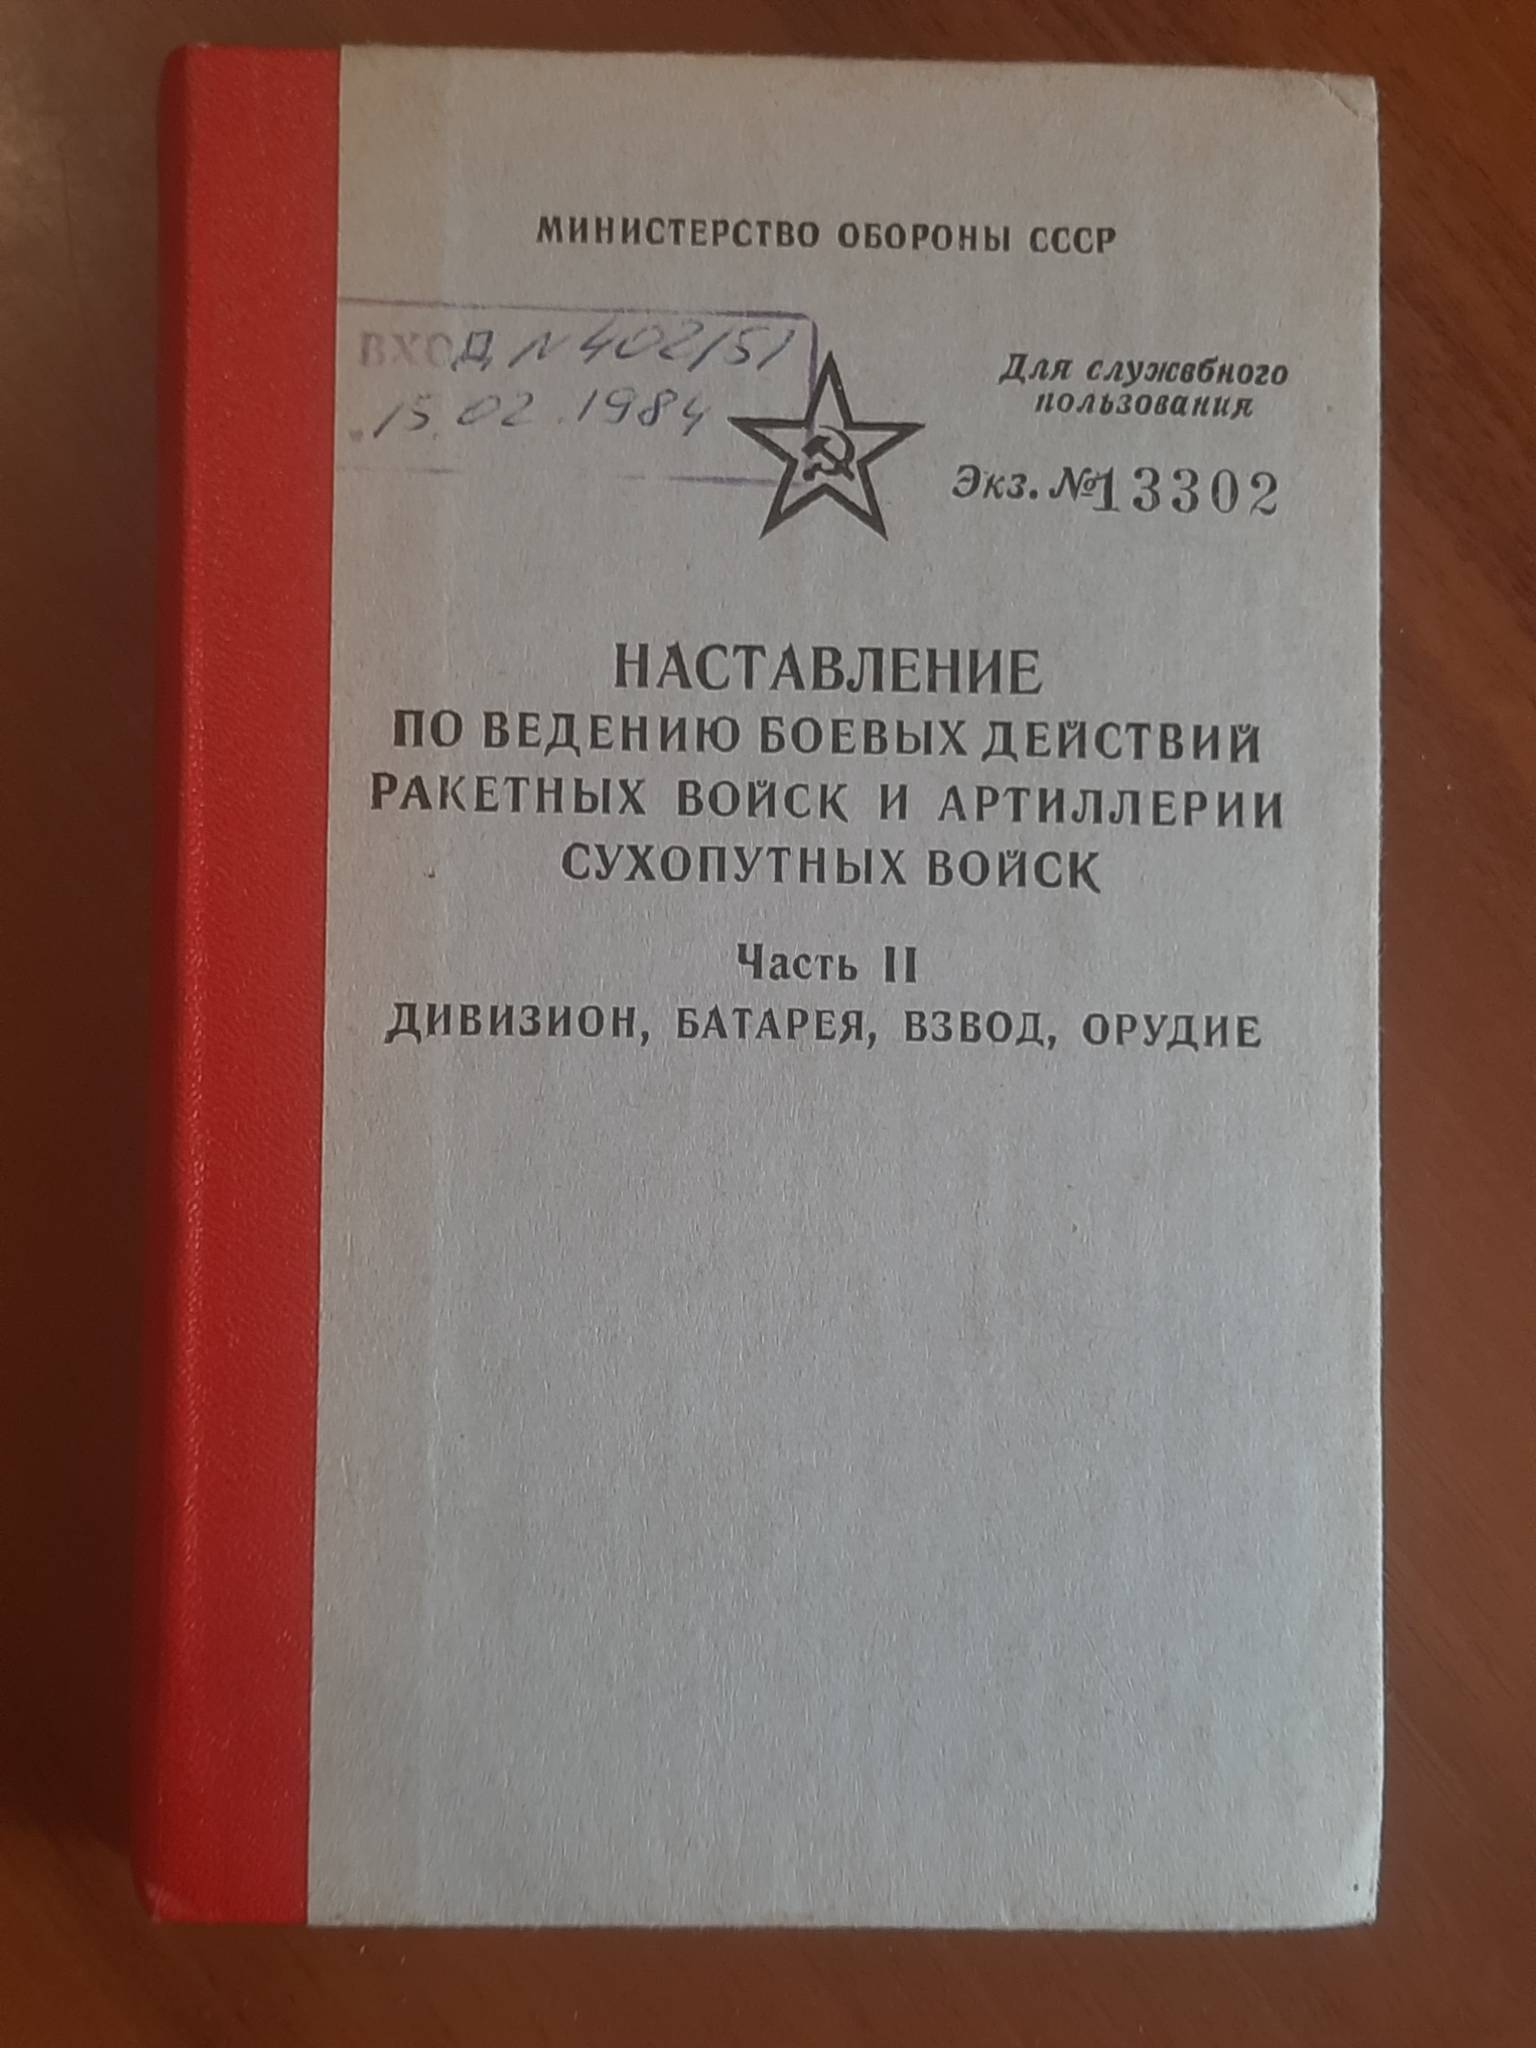 МИНИСТЕРСТВО ОБОРОНЫ СССР
ВХОД N 402/51
15.02.1984
Для служебного
пользования
Экз. №13302
НАСТАВЛЕНИЕ
ПО ВЕДЕНИЮ БОЕВЫХ ДЕЙСТВИЙ
РАКЕТНЫХ ВОЙСК И АРТИЛЛЕРИИ
СУХОПУТНЫХ ВОЙСК
Часть II
ДИВИЗИОН, БАТАРЕЯ, ВЗВОД, ОРУДИЕ